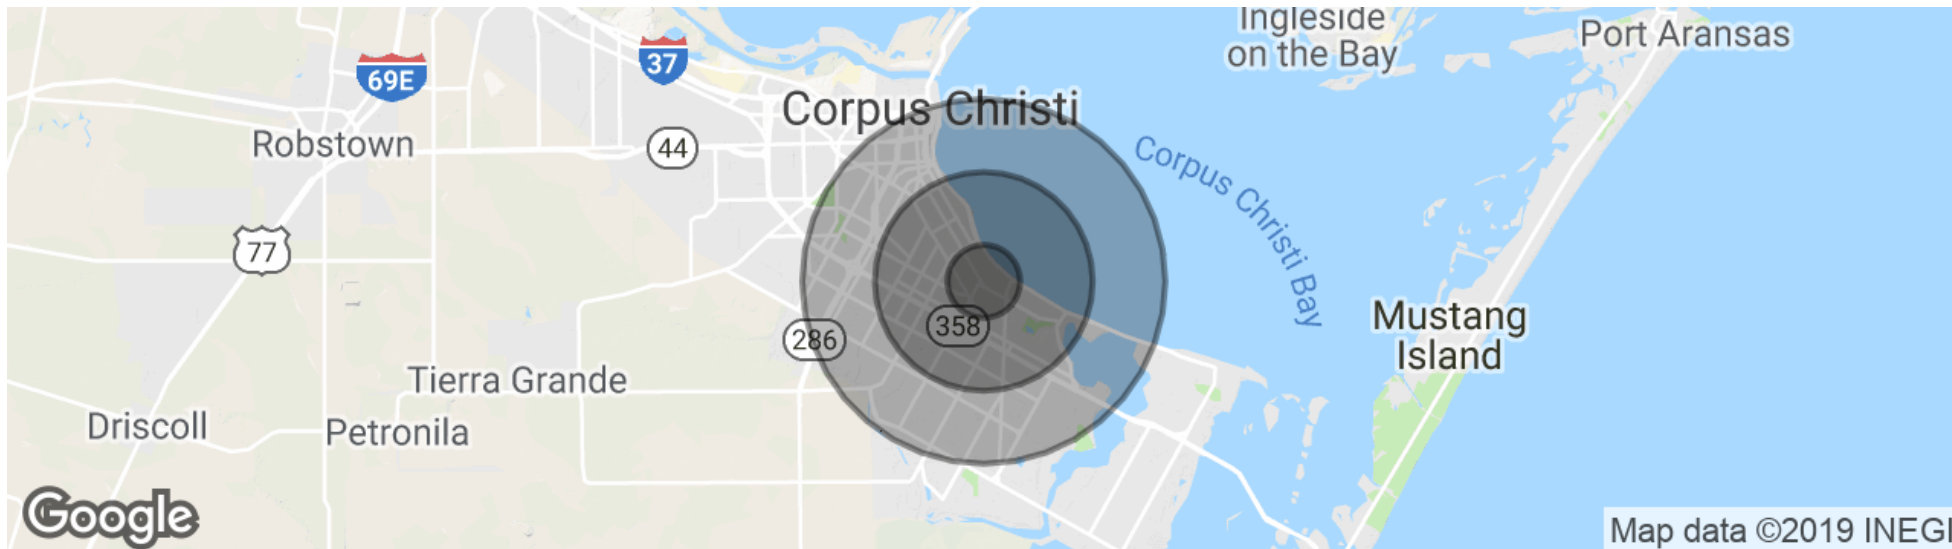 Ingleside
on the Bay
Port Aransas
37
69E
Corpus Christi
Robstown
44
Corpus Christi Bay
77
Mustang
Island
358
286
Tierra Grande
Driscoll
Petronila
Google
Map data ©2019 INEGI